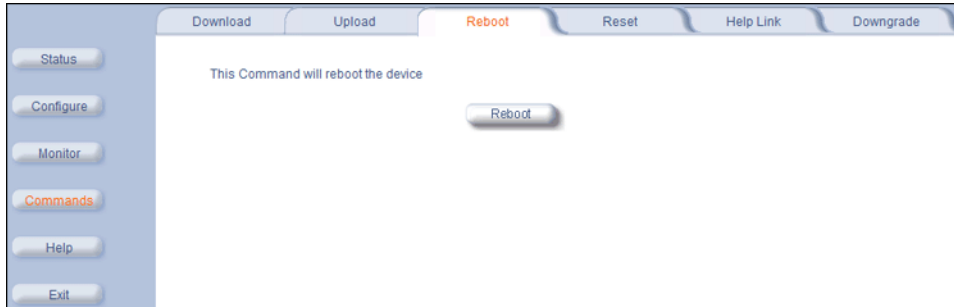 Download Upload Reboot Reset Help Link Downgrade
Status
This Command will reboot the device
Configure
Reboot
Monitor
Commands
Help
Exit